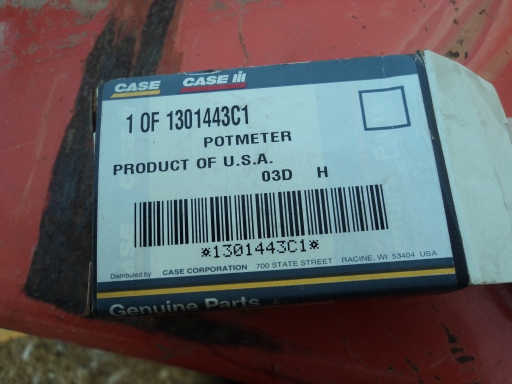 CASE CASE III
1 OF 1301443C1
POTMETER
PRODUCT OF U.S.A.
03D H
*1301443C1*
Distributed by CASE CORPORATION 700 STATE STREET RACINE, WI 53404 USA
Genuine Parts